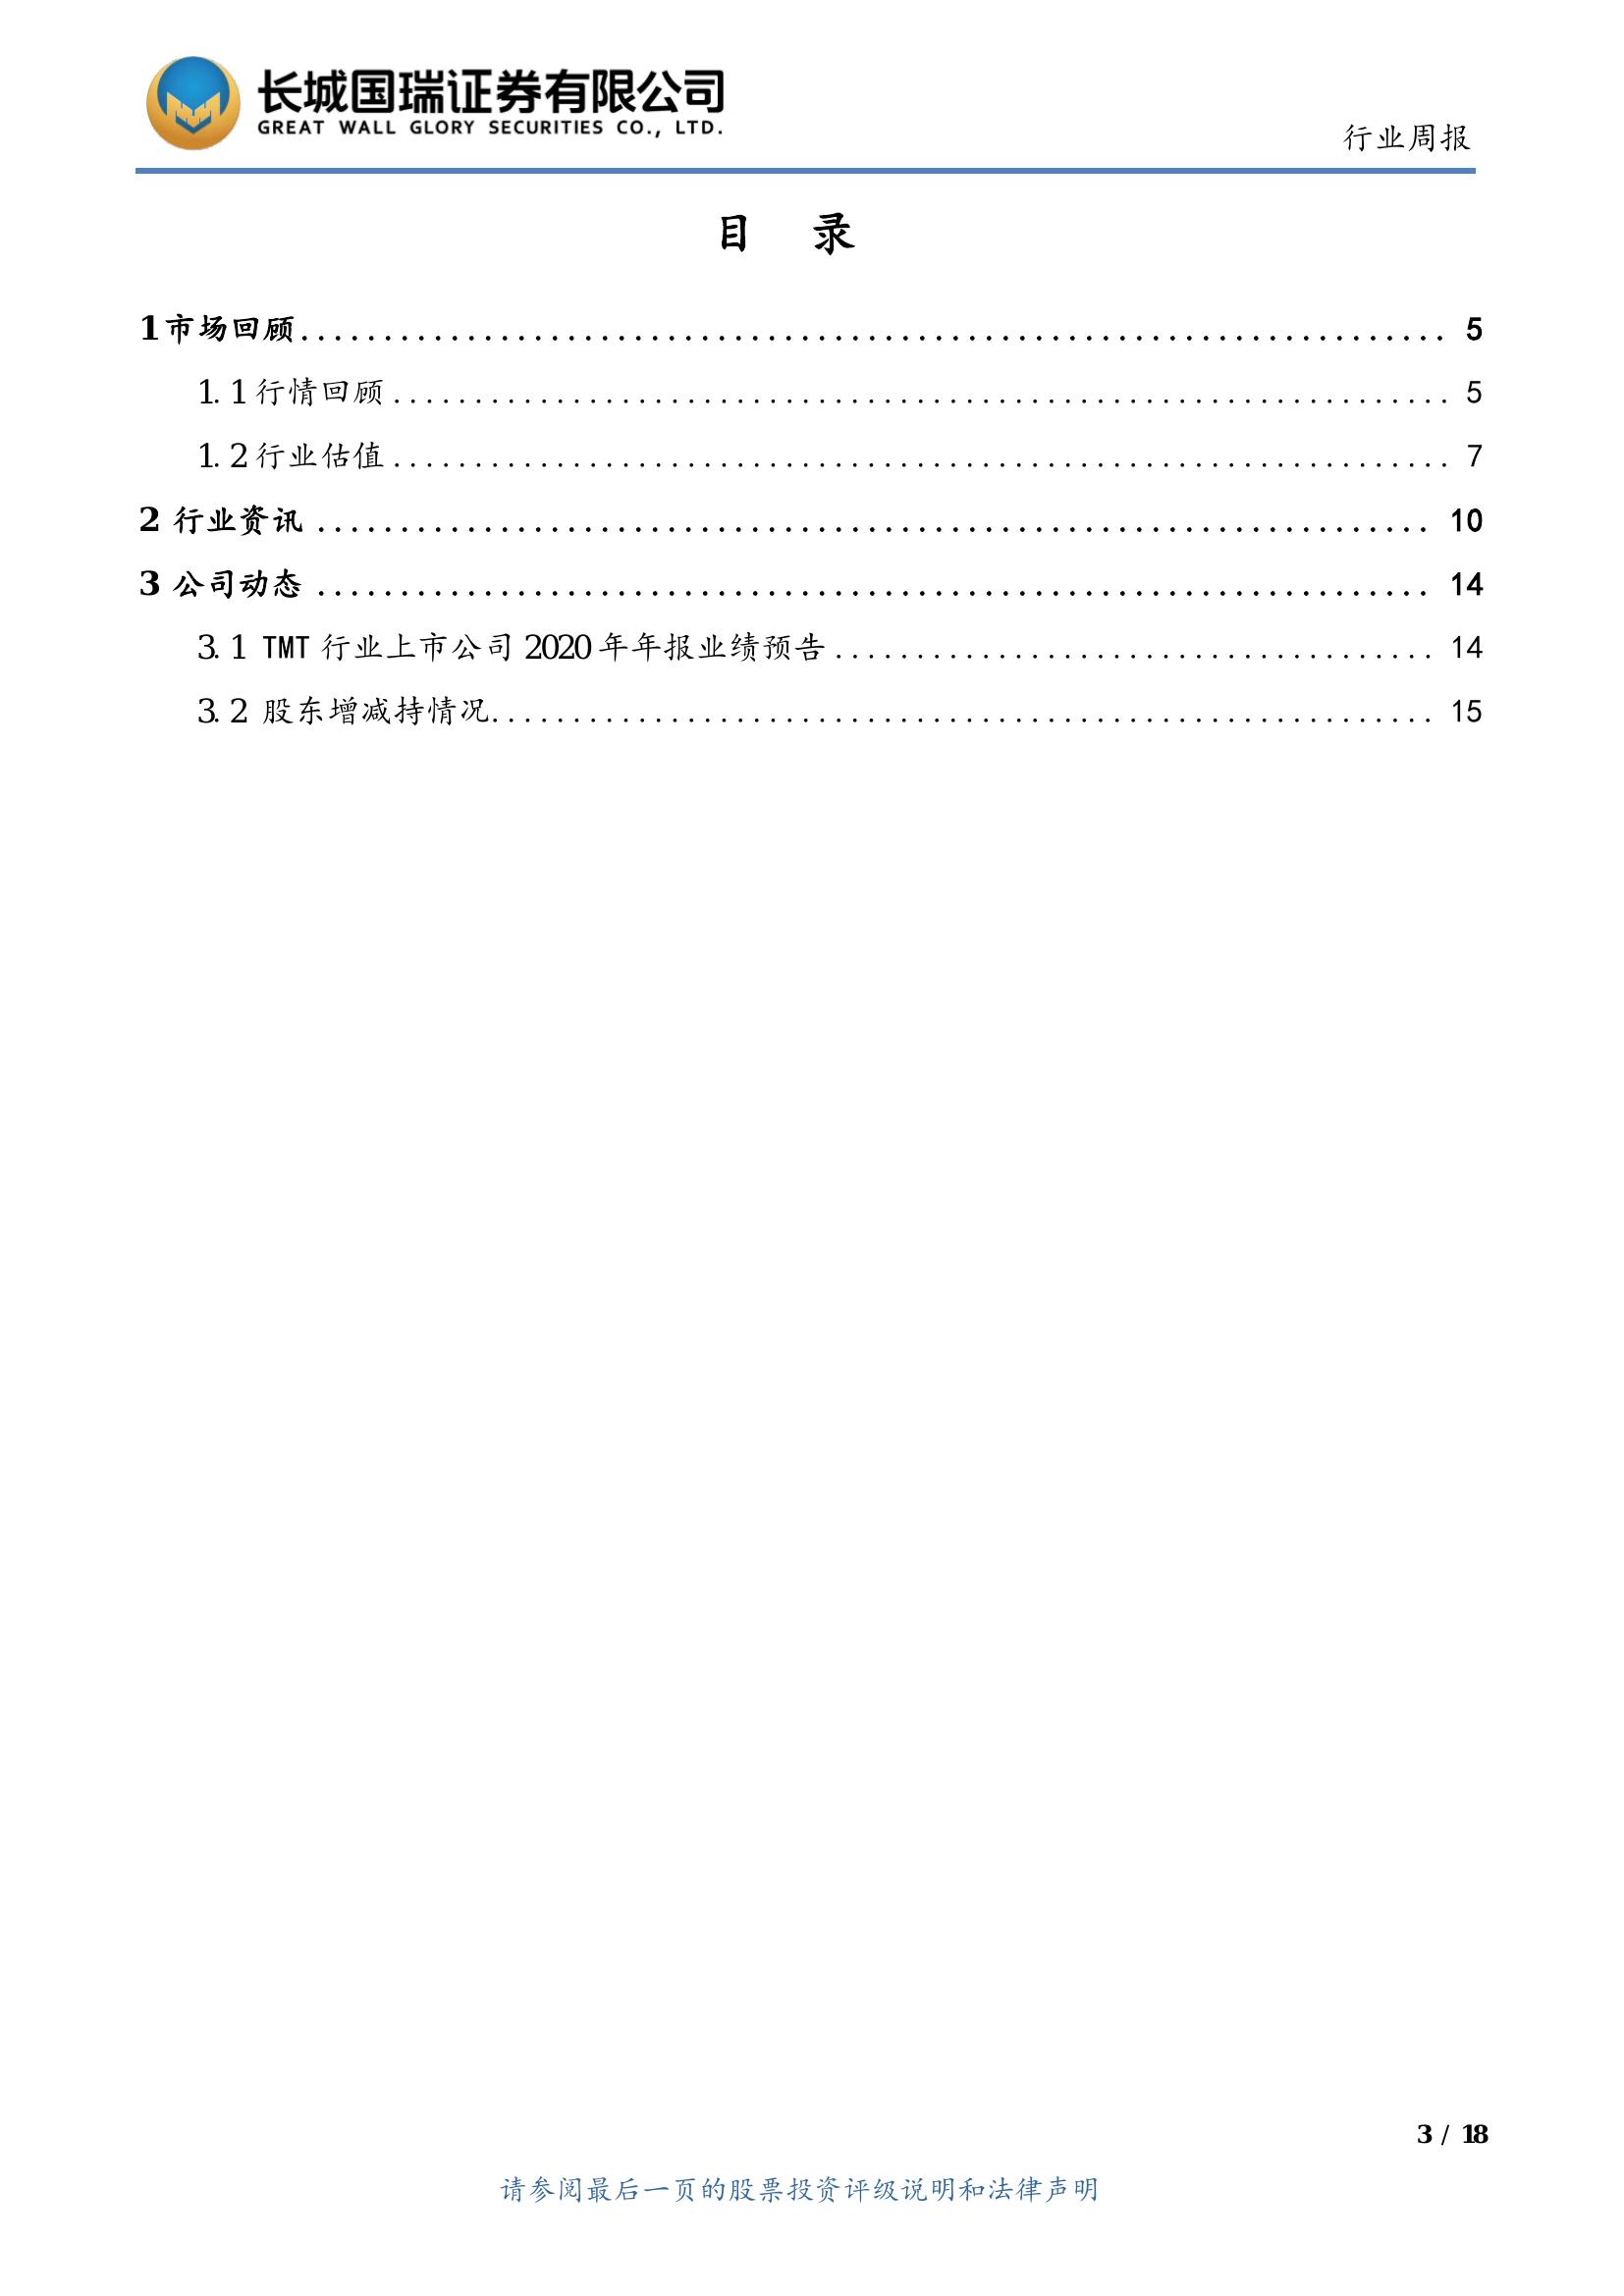 长城国瑞证券有限公司
GREAT WALL GLORY SECURITIES CO., LTD.
行业周报
目 录
1市场回顾...................................................................... 5
1.1行情回顾................................................................. 5
1.2行业估值................................................................. 7
2 行业资讯 .................................................................... 10
3 公司动态 .................................................................... 14
3.1 TMT 行业上市公司 2020 年年报业绩预告..................................... 14
3.2 股东增减持情况.......................................................... 15
3 / 18
请参阅最后一页的股票投资评级说明和法律声明